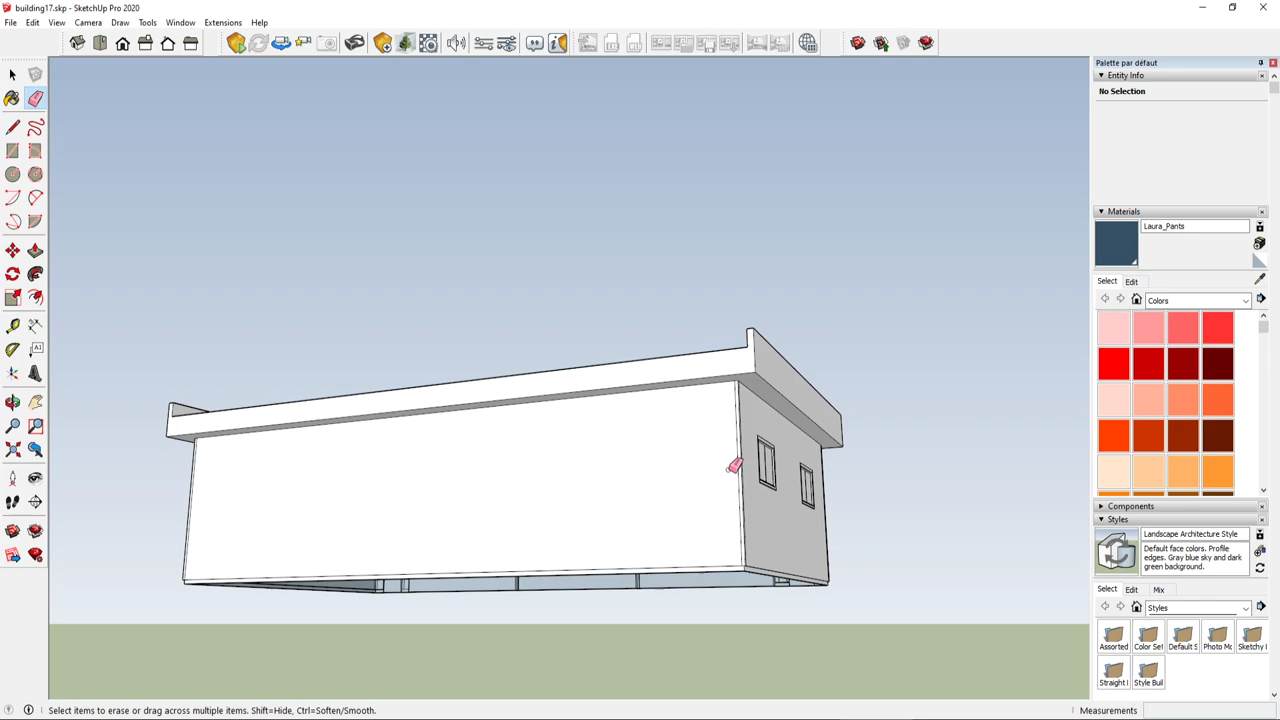 building17.skp - SketchUp Pro 2020
File Edit View Camera Draw Tools Window Extensions Help
Palette par défaut
Entity Info
No Selection
Materials
Laura_Pants
Select Edit
Colors
Components
Styles
Landscape Architecture Style
Default face colors. Profile
edges. Gray blue sky and dark
green background.
Select Edit Mix
Styles
Assorted Color Set Default S Photo Mo Sketchy I
Straight I Style Buil
Select items to erase or drag across multiple items. Shift=Hide, Ctrl=Soften/Smooth.
Measurements